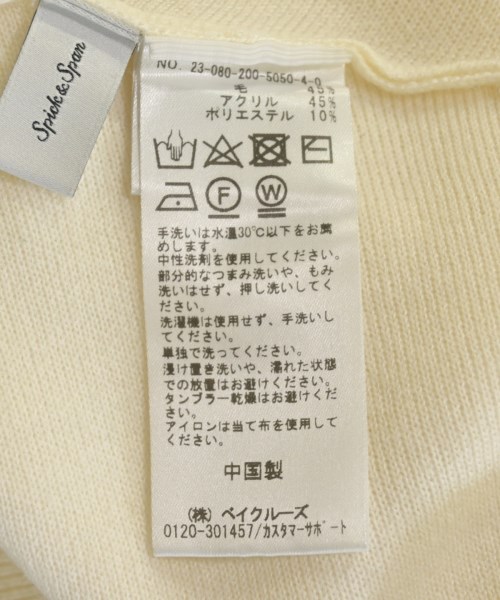 Spick & Span
NO. 23-080-200-5050-4-0
毛 45%
アクリル 45%
ポリエステル 10%
F
W
手洗いは水温30℃以下をお薦
めします。
中性洗剤を使用してください。
部分的なつまみ洗いや、もみ
洗いはせず、押し洗いしてく
ださい。
洗濯機は使用せず、手洗いし
てください。
単独で洗ってください。
浸け置き洗いや、濡れた状態
での放置はお避けください。
タンブラー乾燥はお避けくだ
さい。
アイロンは当て布を使用して
ください。
中国製
(株) ベイクルーズ
0120-301457/カスタマーサポート